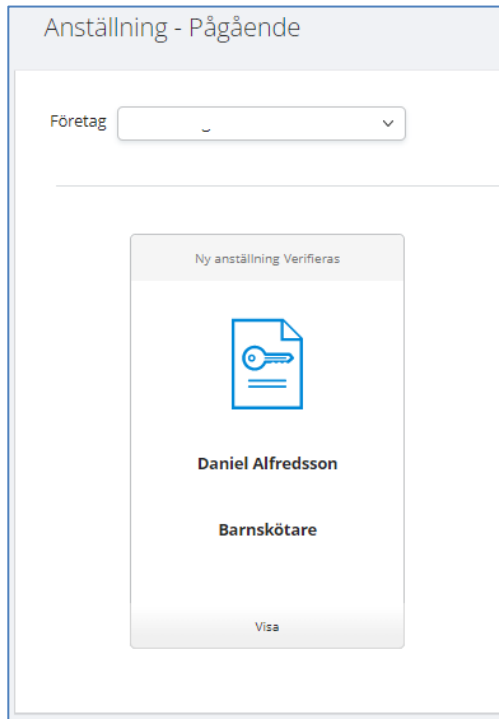 Anställning - Pågående
Företag
Ny anställning Verifieras
Daniel Alfredsson
Barnskötare
Visa